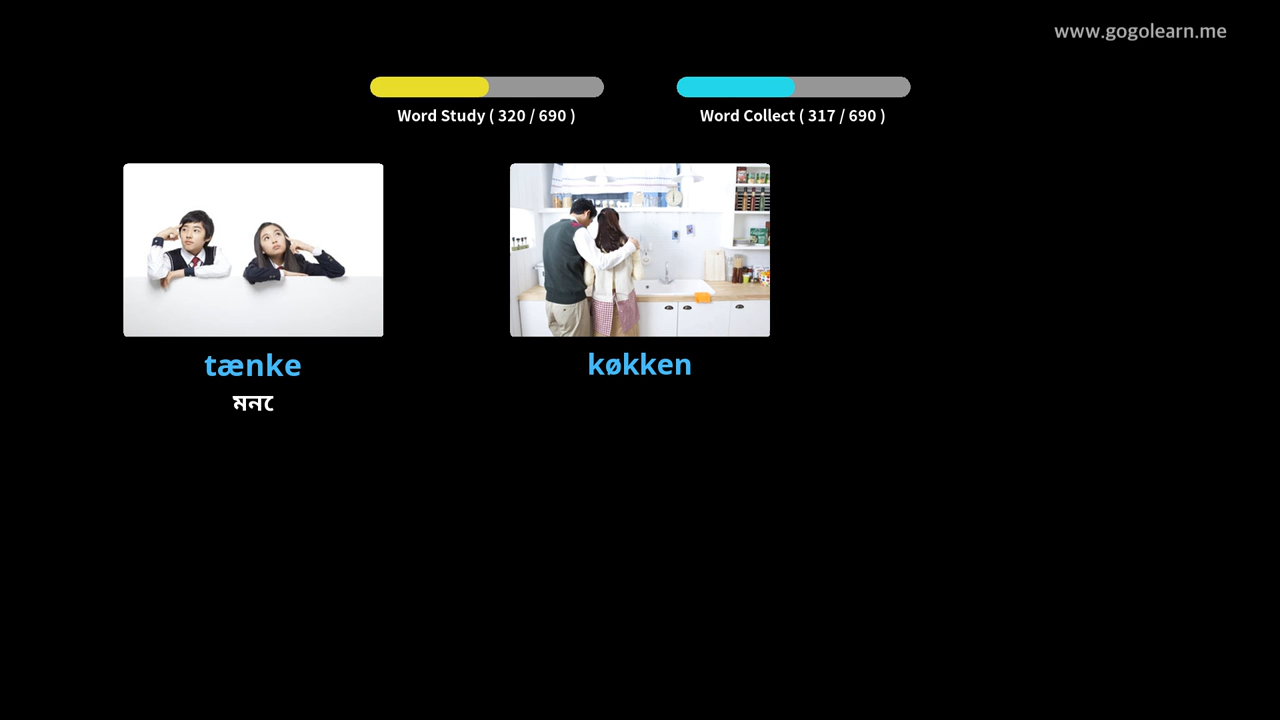 www.gogolearn.me
Word Study ( 320 / 690 )
Word Collect ( 317 / 690 )
tænke
køkken
মনে